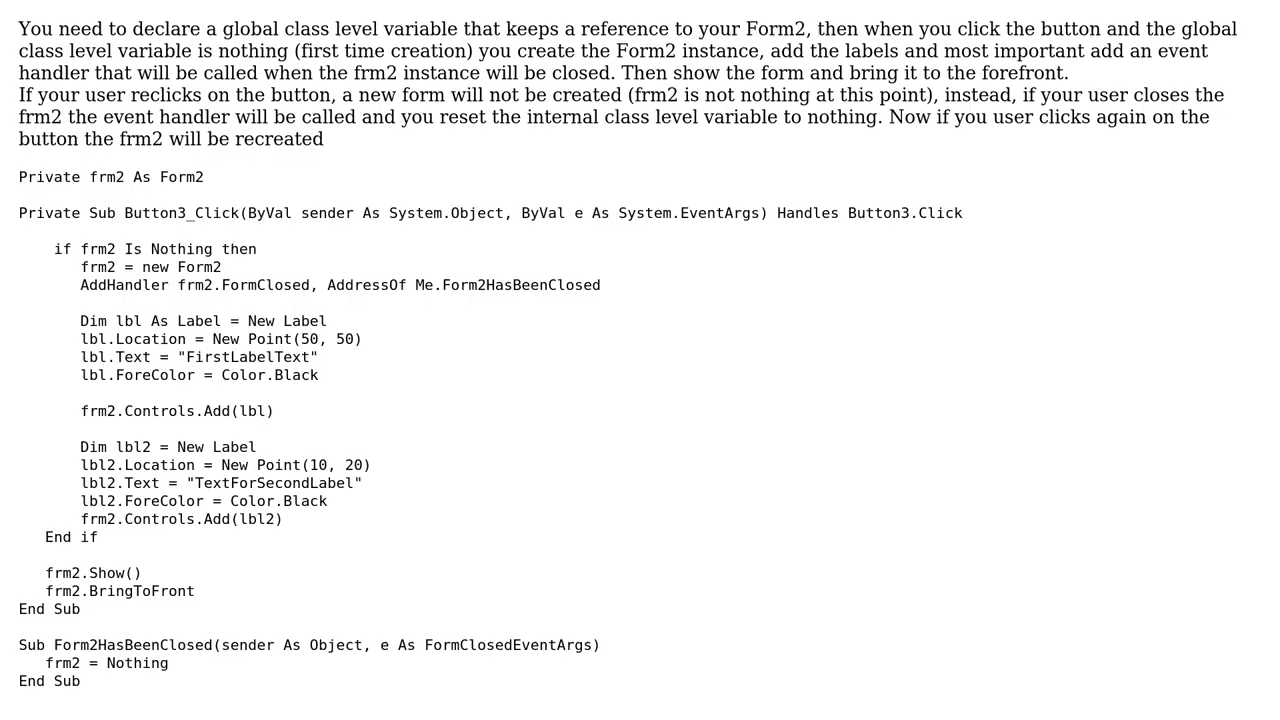 You need to declare a global class level variable that keeps a reference to your Form2, then when you click the button and the global
class level variable is nothing (first time creation) you create the Form2 instance, add the labels and most important add an event
handler that will be called when the frm2 instance will be closed. Then show the form and bring it to the forefront.
If your user reclicks on the button, a new form will not be created (frm2 is not nothing at this point), instead, if your user closes the
frm2 the event handler will be called and you reset the internal class level variable to nothing. Now if you user clicks again on the
button the frm2 will be recreated
Private frm2 As Form2
Private Sub Button3_Click(ByVal sender As System.Object, ByVal e As System.EventArgs) Handles Button3.Click
    if frm2 Is Nothing then
       frm2 = new Form2
       AddHandler frm2.FormClosed, AddressOf Me.Form2HasBeenClosed
       Dim lbl As Label = New Label
       lbl.Location = New Point(50, 50)
       lbl.Text = "FirstLabelText"
       lbl.ForeColor = Color.Black
       frm2.Controls.Add(lbl)
       Dim lbl2 = New Label
       lbl2.Location = New Point(10, 20)
       lbl2.Text = "TextForSecondLabel"
       lbl2.ForeColor = Color.Black
       frm2.Controls.Add(lbl2)
   End if
   frm2.Show()
   frm2.BringToFront
End Sub
Sub Form2HasBeenClosed(sender As Object, e As FormClosedEventArgs)
   frm2 = Nothing
End Sub